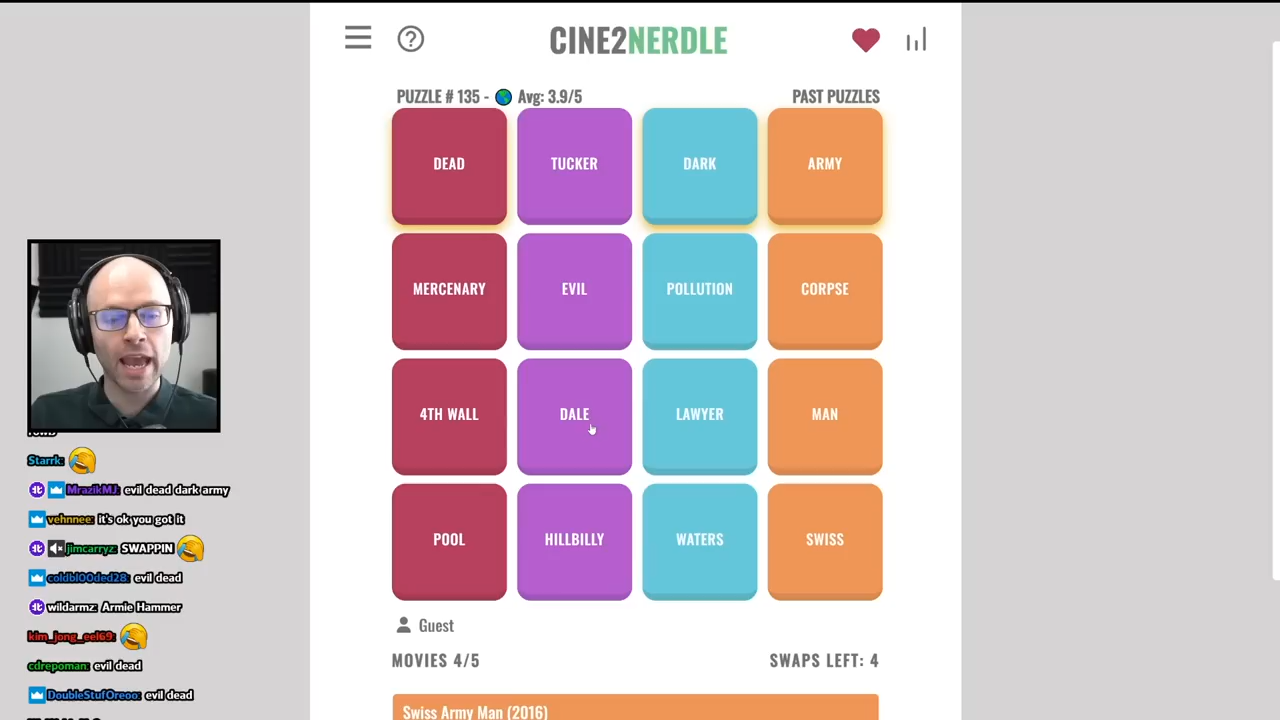 CINE2NERDLE
PUZZLE # 135 - Avg: 3.9/5
PAST PUZZLES
DEAD
TUCKER
DARK
ARMY
MERCENARY
EVIL
POLLUTION
CORPSE
4TH WALL
DALE
LAWYER
MAN
POOL
HILLBILLY
WATERS
SWISS
Guest
MOVIES 4/5
SWAPS LEFT: 4
Swiss Army Man (2016)
Starrk:
MrazikMJ: evil dead dark army
vehnnee: it's ok you got it
jimcarryz: SWAPPIN
coldbl00ded28: evil dead
wildarmz: Armie Hammer
kim_jong_eel69:
cdrepoman: evil dead
DoubleStufOreoo: evil dead